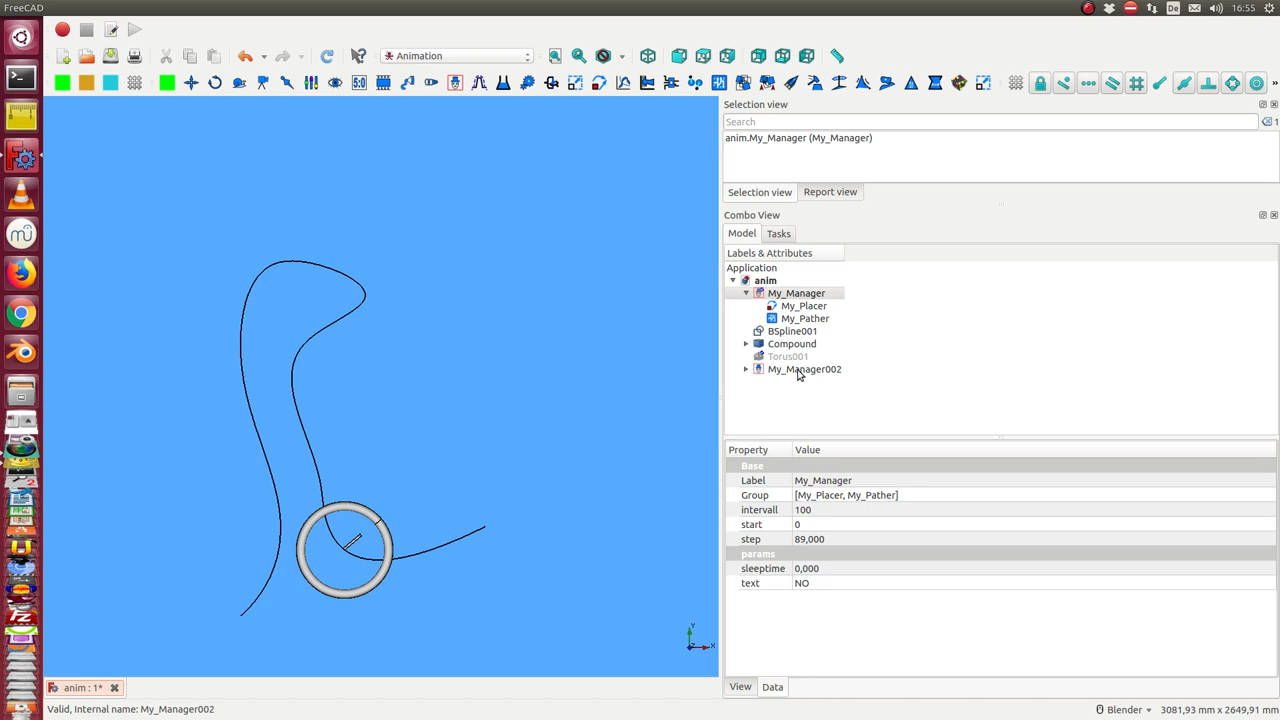 FreeCAD
De
16:55
Animation
Selection view
Search
1
anim.My_Manager (My_Manager)
Selection view
Report view
Combo View
Model
Tasks
Labels & Attributes
Application
anim
My_Manager
My_Placer
My_Pather
BSpline001
Compound
Torus001
My_Manager002
Property Value
Base
Label My_Manager
Group [My_Placer, My_Pather]
intervall 100
start 0
step 89,000
params
sleeptime 0,000
text NO
Y
X
View
Data
anim : 1*
Valid, Internal name: My_Manager002
Blender
3081,93 mm x 2649,91 mm